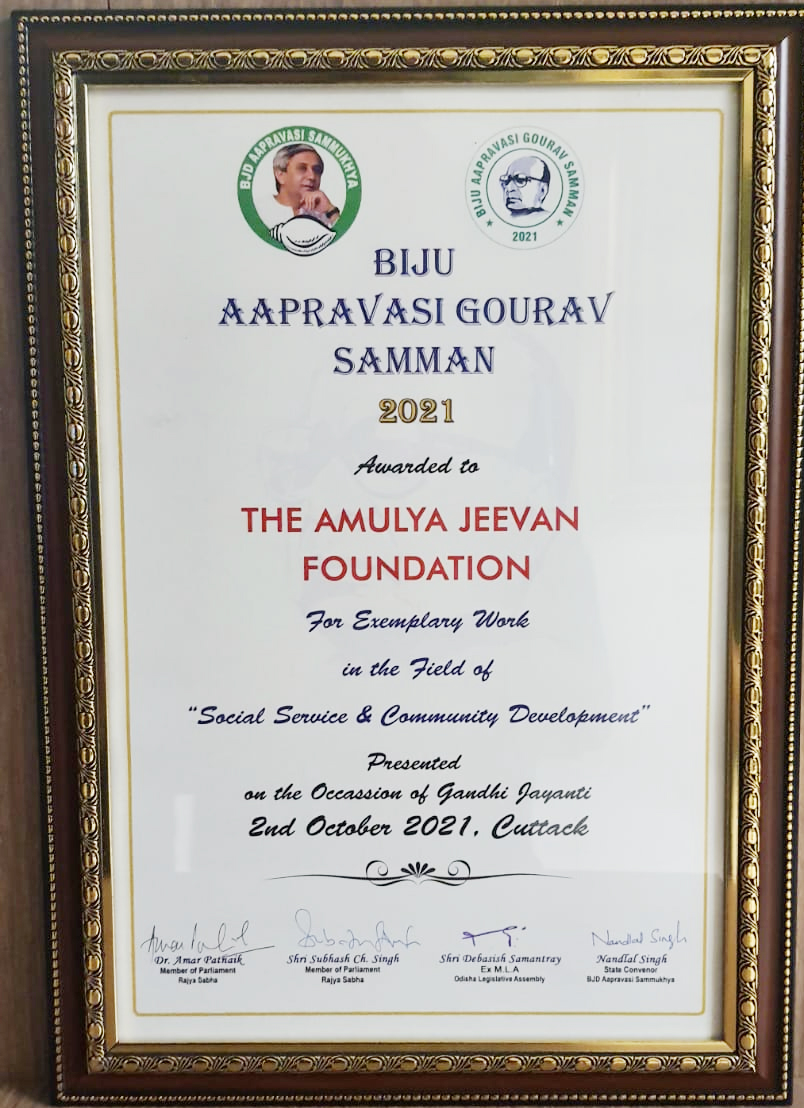 BJD AAPRAVASI SAMMUKHYA
BIJU AAPRAVASI GOURAV SAMMAN
2021
BIJU
AAPRAVASI GOURAV
SAMMAN
2021
Awarded to
THE AMULYA JEEVAN
FOUNDATION
For Exemplary Work
in the Field of
"Social Service & Community Development"
Presented
on the Occassion of Gandhi Jayanti
2nd October 2021, Cuttack
Nandlal Singh
Dr. Amar Patnaik
Member of Parliament
Rajya Sabha
Shri Subhash Ch. Singh
Member of Parliament
Rajya Sabha
Shri Debasish Samantray
Ex M.L.A
Odisha Legislative Assembly
Nandlal Singh
State Convenor
BJD Aapravasi Sammukhya